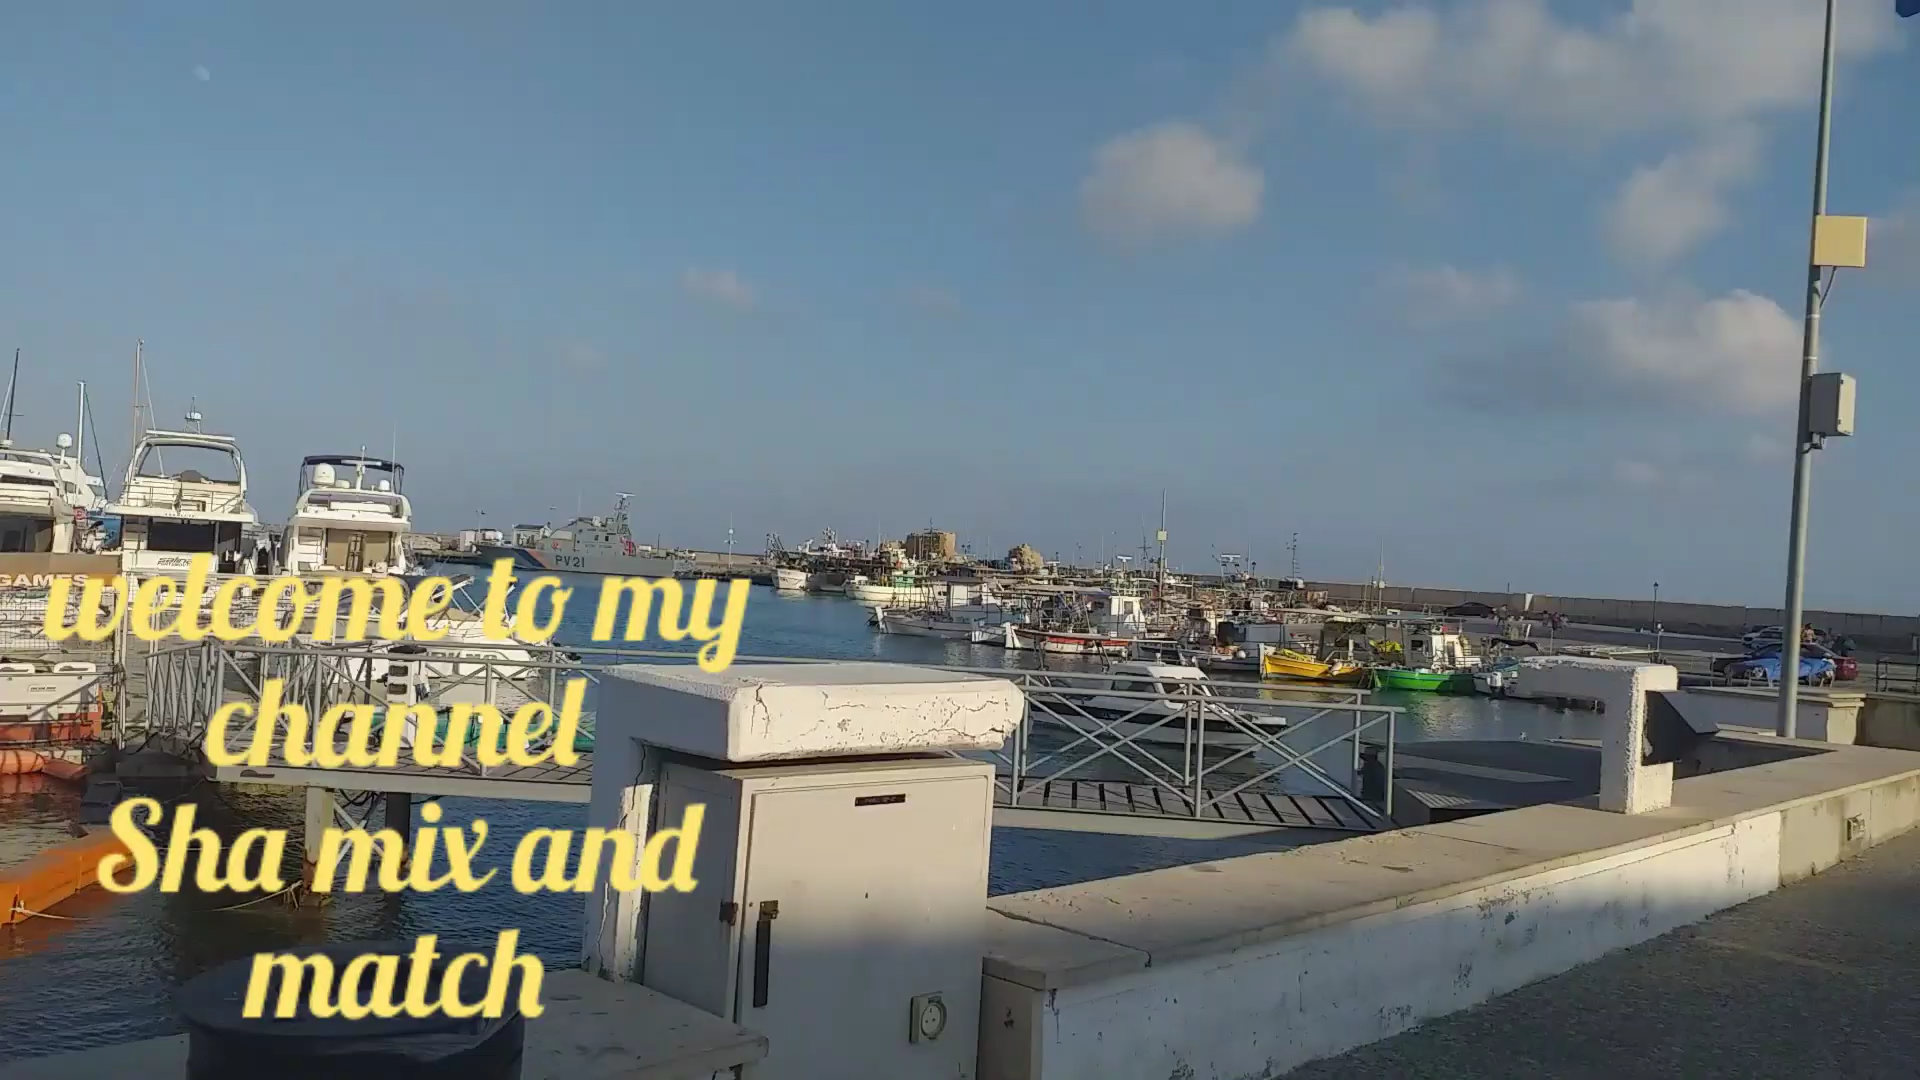 PV21
GAMES
welcome to my
channel
Sha mix and
match